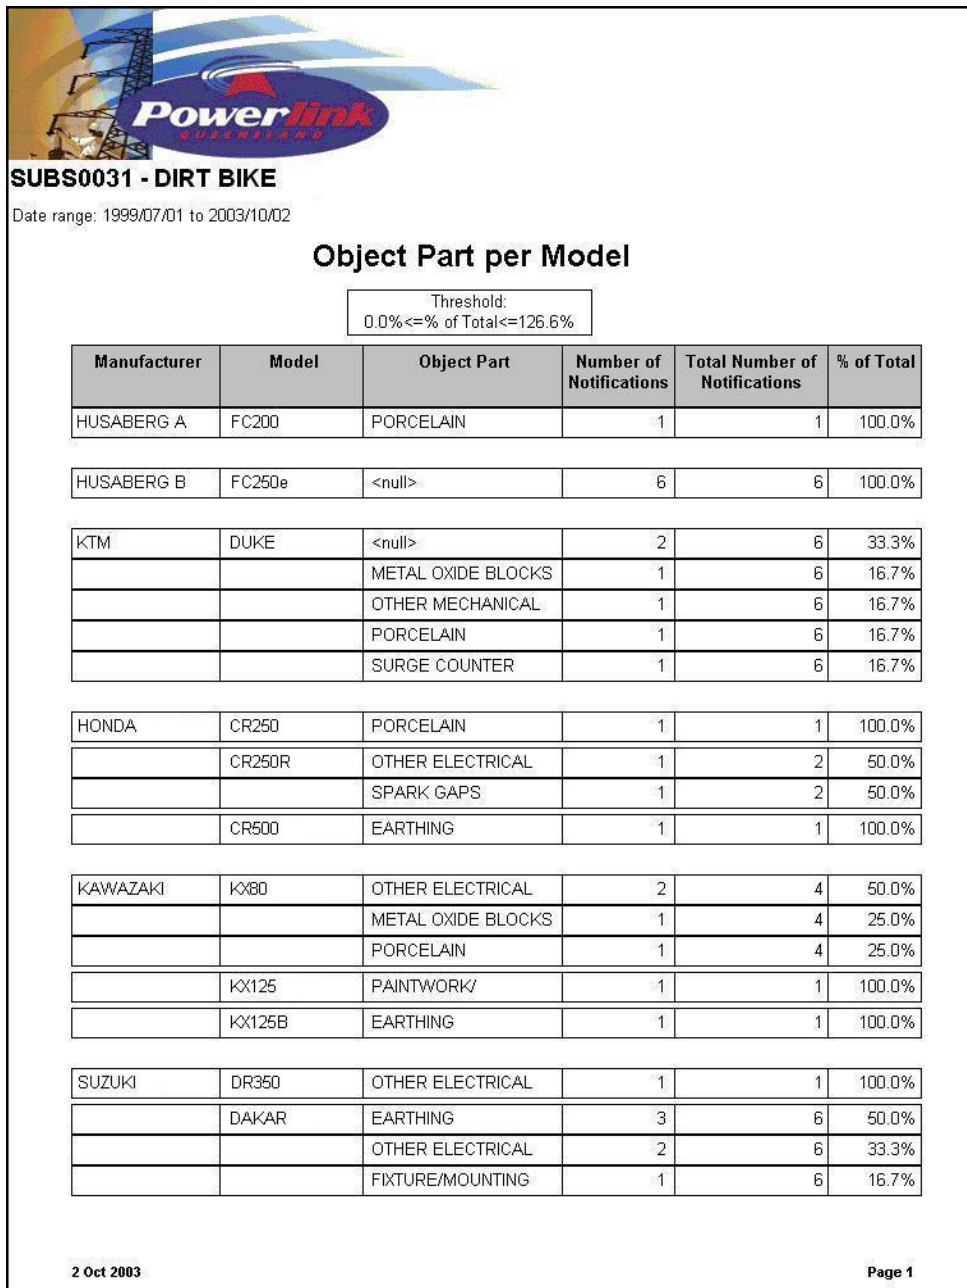 Powerlink
QUEENSLAND
SUBS0031 - DIRT BIKE
Date range: 1999/07/01 to 2003/10/02
Object Part per Model
Threshold:
0.0%<=% of Total<=126.6%
Manufacturer Model Object Part Number of Notifications Total Number of Notifications % of Total
HUSABERG A FC200 PORCELAIN 1 1 100.0%
HUSABERG B FC250e <null> 6 6 100.0%
KTM DUKE <null> 2 6 33.3%
METAL OXIDE BLOCKS 1 6 16.7%
OTHER MECHANICAL 1 6 16.7%
PORCELAIN 1 6 16.7%
SURGE COUNTER 1 6 16.7%
HONDA CR250 PORCELAIN 1 1 100.0%
CR250R OTHER ELECTRICAL 1 2 50.0%
SPARK GAPS 1 2 50.0%
CR500 EARTHING 1 1 100.0%
KAWAZAKI KX80 OTHER ELECTRICAL 2 4 50.0%
METAL OXIDE BLOCKS 1 4 25.0%
PORCELAIN 1 4 25.0%
KX125 PAINTWORK/ 1 1 100.0%
KX125B EARTHING 1 1 100.0%
SUZUKI DR350 OTHER ELECTRICAL 1 1 100.0%
DAKAR EARTHING 3 6 50.0%
OTHER ELECTRICAL 2 6 33.3%
FIXTURE/MOUNTING 1 6 16.7%
2 Oct 2003 Page 1